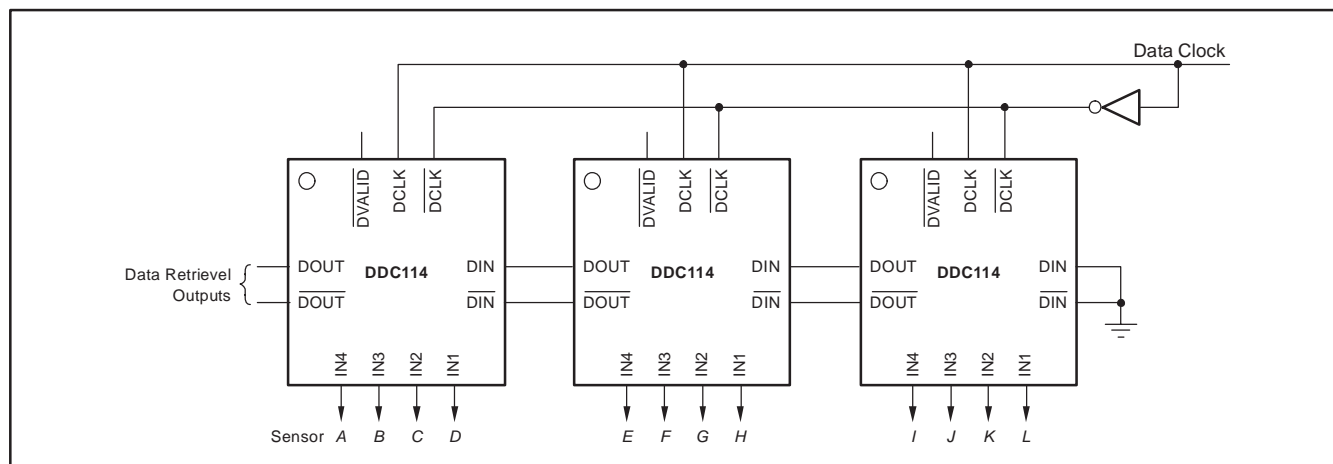 Data Clock
DVALID DCLK DCLK
DVALID DCLK DCLK
DVALID DCLK DCLK
Data Retrievel
Outputs
DOUT DDC114 DIN
DOUT DIN
DOUT DDC114 DIN
DOUT DIN
DOUT DDC114 DIN
DOUT DIN
IN4 IN3 IN2 IN1
IN4 IN3 IN2 IN1
IN4 IN3 IN2 IN1
Sensor A B C D E F G H I J K L